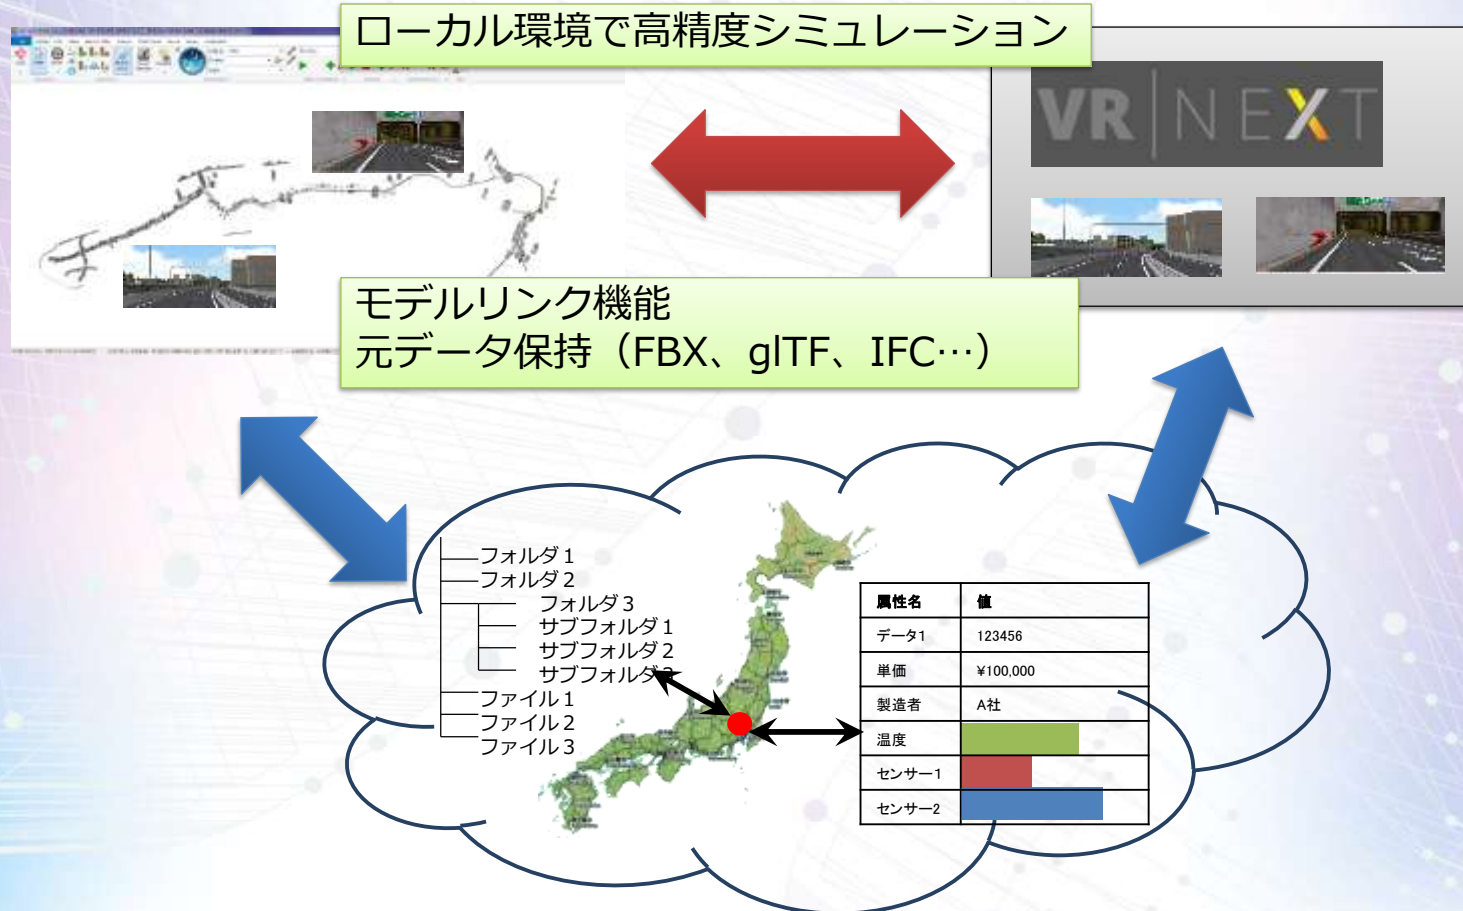 ローカル環境で高精度シミュレーション
VR|NEXT
モデルリンク機能
元データ保持（FBX、glTF、IFC…）
フォルダ１
フォルダ２
フォルダ３
サブフォルダ１
サブフォルダ２
サブフォルダ
ファイル１
ファイル２
ファイル３
属性名 値
データ1 123456
単価 ¥100,000
製造者 A社
温度
センサー1
センサー2